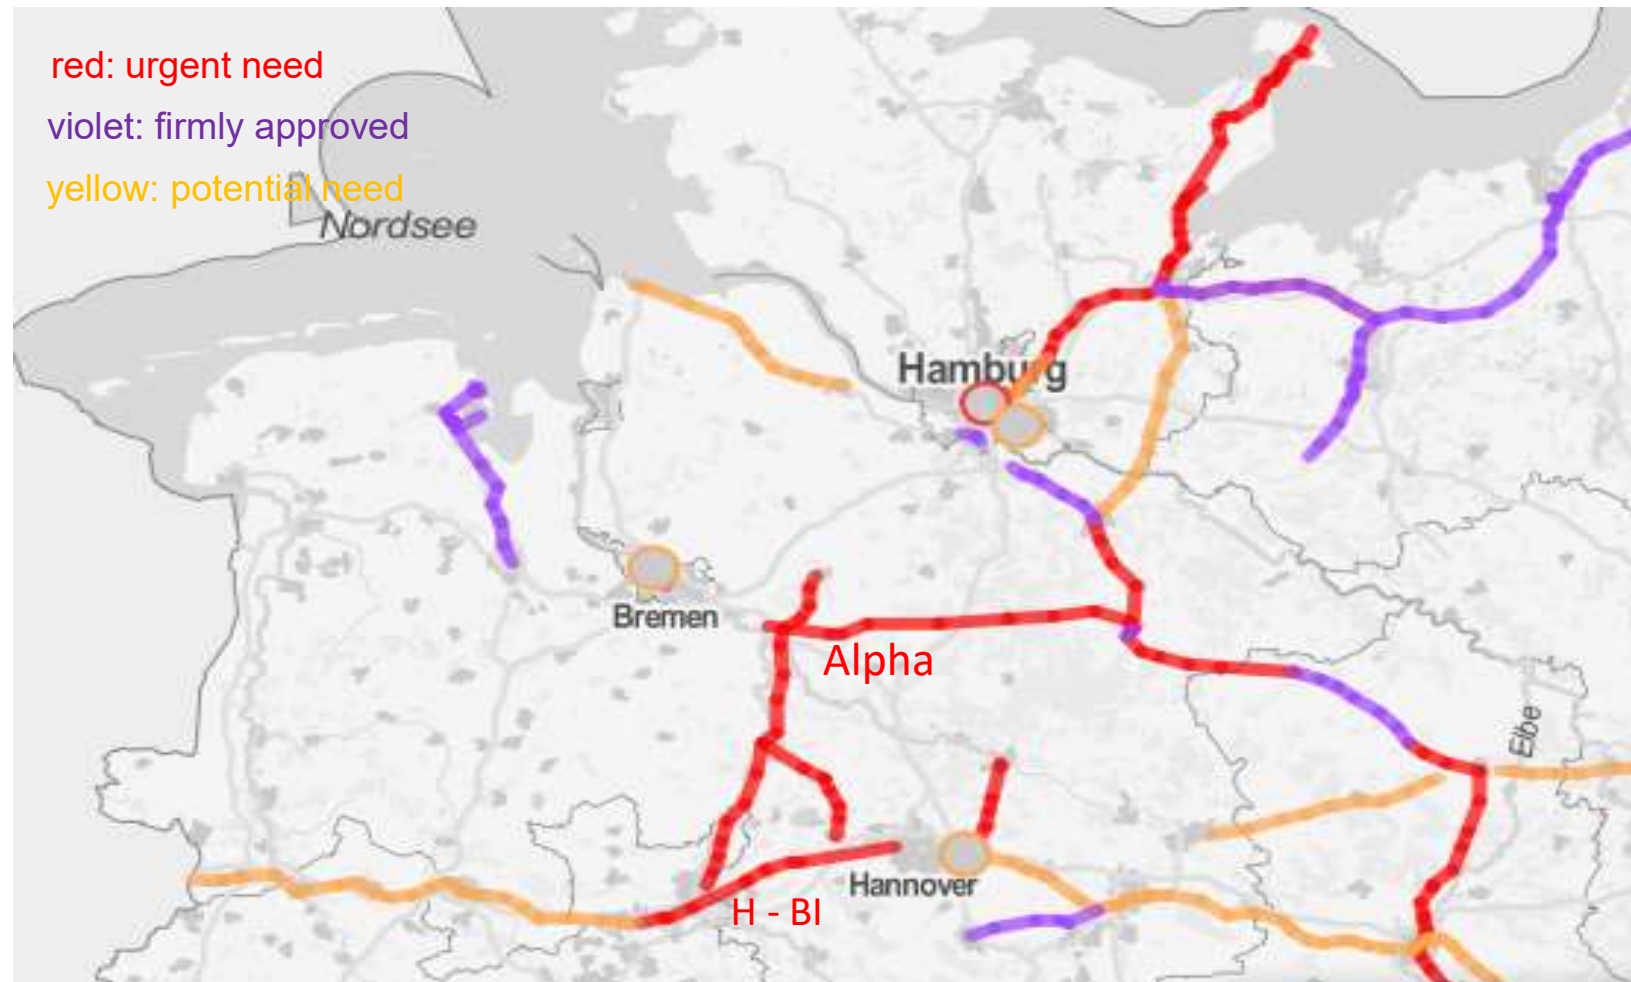 red: urgent need
violet: firmly approved
yellow: potential need
Nordsee
Hamburg
Bremen
Alpha
Elbe
Hannover
H - BI